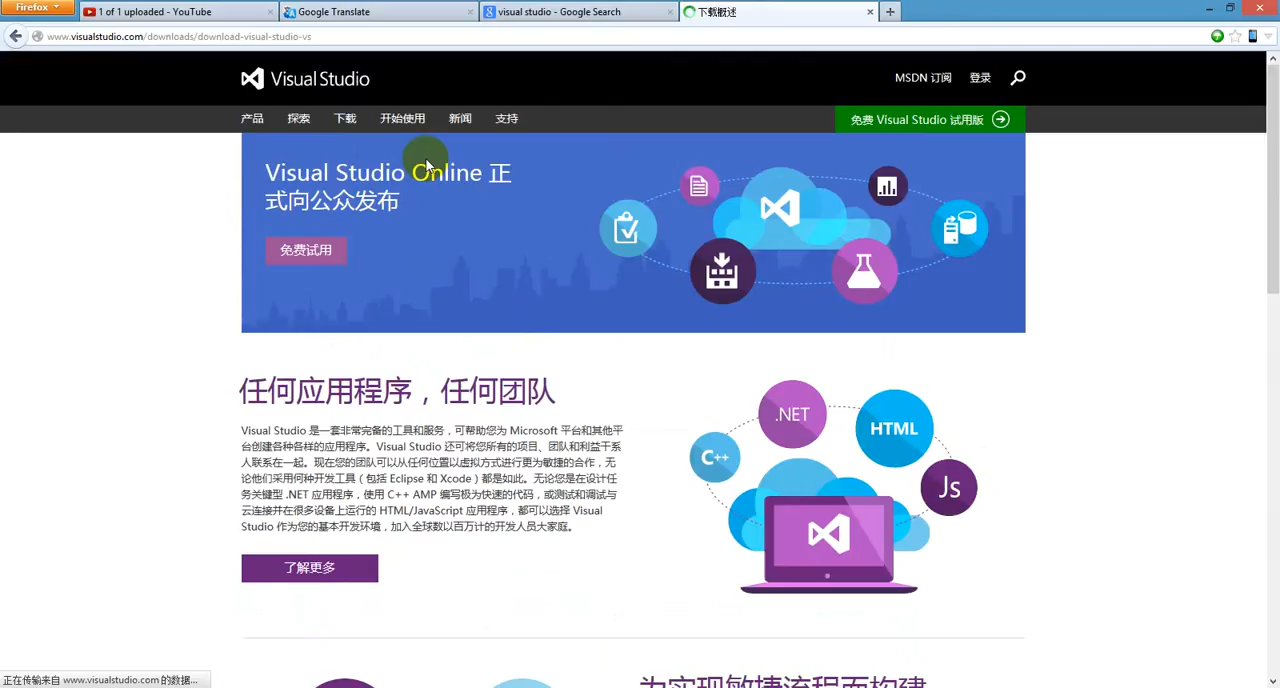 Firefox
1 of 1 uploaded - YouTube
Google Translate
visual studio - Google Search
下载概述
www.visualstudio.com/downloads/download-visual-studio-vs
Visual Studio
MSDN 订阅
登录
产品
探索
下载
开始使用
新闻
支持
免费 Visual Studio 试用版
Visual Studio Online 正
式向公众发布
免费试用
任何应用程序，任何团队
Visual Studio 是一套非常完备的工具和服务，可帮助您为 Microsoft 平台和其他平
台创建各种各样的应用程序。Visual Studio 还可将您所有的项目、团队和利益干系
人联系在一起。现在您的团队可以从任何位置以虚拟方式进行更为敏捷的合作，无
论他们采用何种开发工具（包括 Eclipse 和 Xcode）都是如此。无论您是在设计任
务关键型 .NET 应用程序，使用 C++ AMP 编写极为快速的代码，或测试和调试与
云连接并在很多设备上运行的 HTML/JavaScript 应用程序，都可以选择 Visual
Studio 作为您的基本开发环境，加入全球数以百万计的开发人员大家庭。
了解更多
.NET
HTML
C++
Js
为实现敏捷流程而构建
正在传输来自 www.visualstudio.com 的数据...